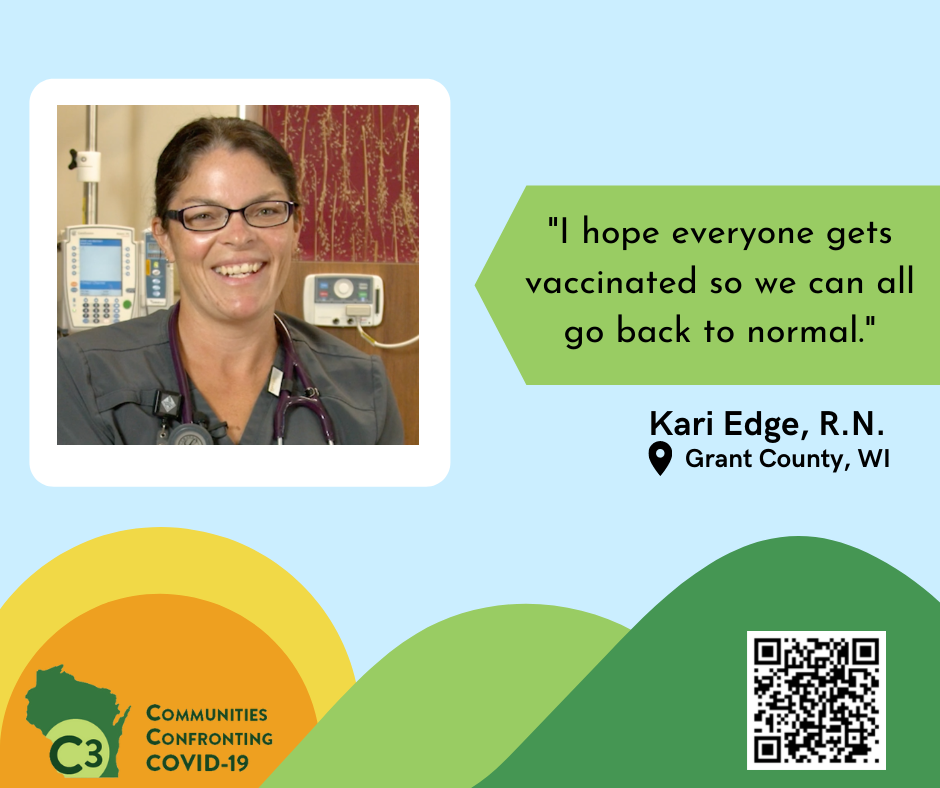 "I hope everyone gets
vaccinated so we can all
go back to normal."
Kari Edge, R.N.
Grant County, WI
C3
COMMUNITIES
CONFRONTING
COVID-19